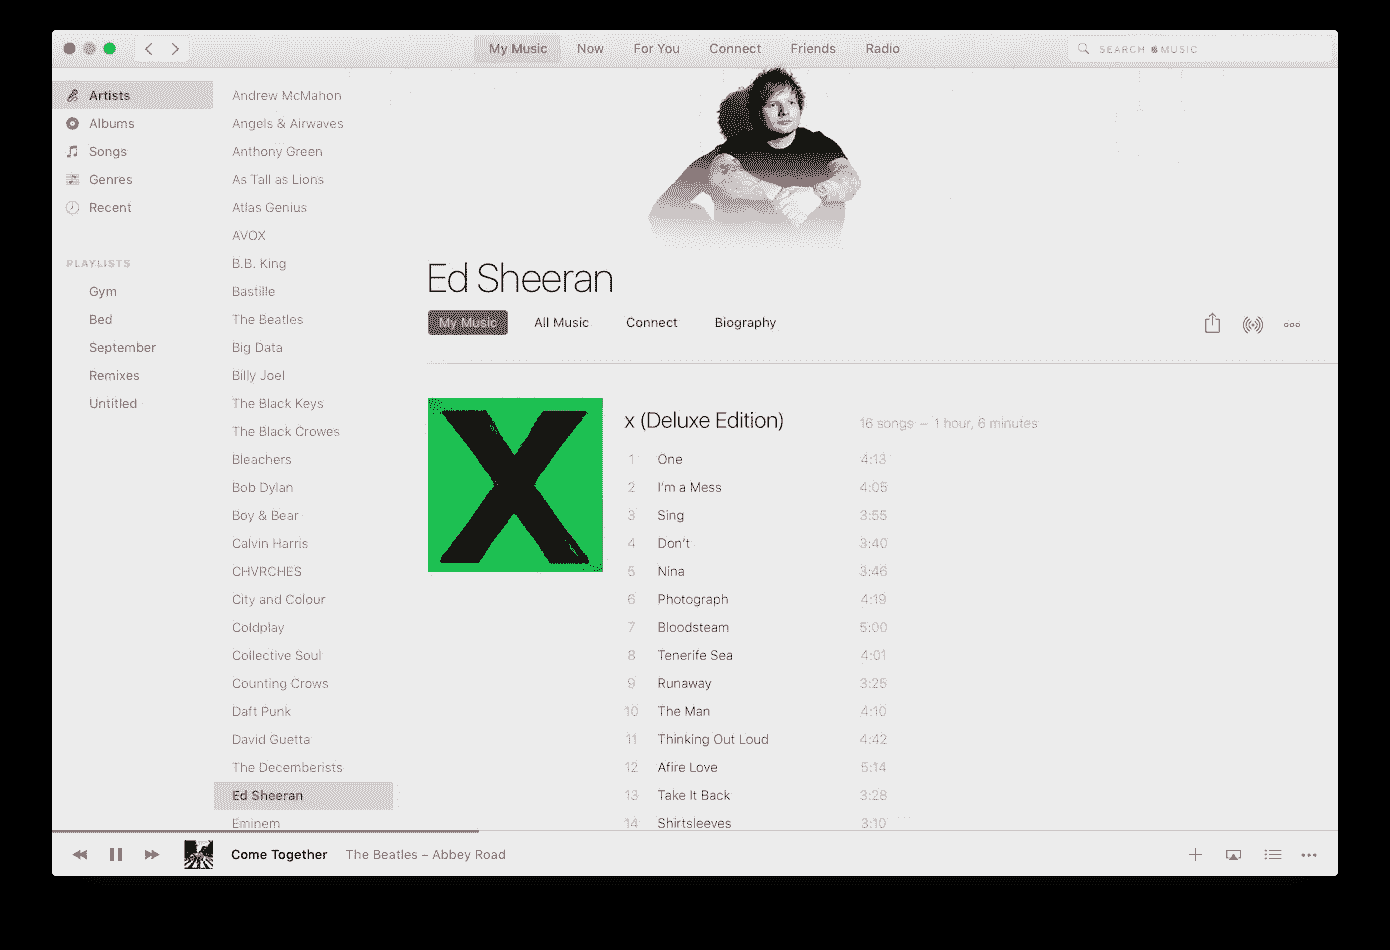 My Music Now For You Connect Friends Radio
SEARCH MUSIC
Artists
Albums
Songs
Genres
Recent
PLAYLISTS
Gym
Bed
September
Remixes
Untitled
Andrew McMahon
Angels & Airwaves
Anthony Green
As Tall as Lions
Atlas Genius
AVOX
B.B. King
Bastille
The Beatles
Big Data
Billy Joel
The Black Keys
The Black Crowes
Bleachers
Bob Dylan
Boy & Bear
Calvin Harris
CHVRCHES
City and Colour
Coldplay
Collective Soul
Counting Crows
Daft Punk
David Guetta
The Decemberists
Ed Sheeran
Eminem
Ed Sheeran
My Music All Music Connect Biography
X
x (Deluxe Edition) 16 songs – 1 hour, 6 minutes
1 One 4:13
2 I'm a Mess 4:05
3 Sing 3:55
4 Don't 3:40
5 Nina 3:46
6 Photograph 4:19
7 Bloodsteam 5:00
8 Tenerife Sea 4:01
9 Runaway 3:25
10 The Man 4:10
11 Thinking Out Loud 4:42
12 Afire Love 5:14
13 Take It Back 3:28
14 Shirtsleeves 3:10
Come Together The Beatles – Abbey Road